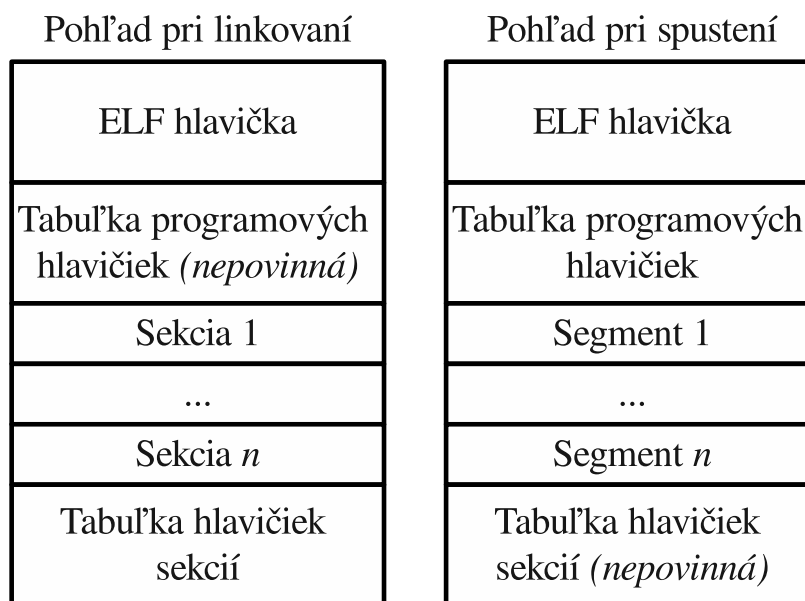 Pohľad pri linkovaní
ELF hlavička
Tabuľka programových
hlavičiek (nepovinná)
Sekcia 1
...
Sekcia n
Tabuľka hlavičiek
sekcií
Pohľad pri spustení
ELF hlavička
Tabuľka programových
hlavičiek
Segment 1
...
Segment n
Tabuľka hlavičiek
sekcií (nepovinná)